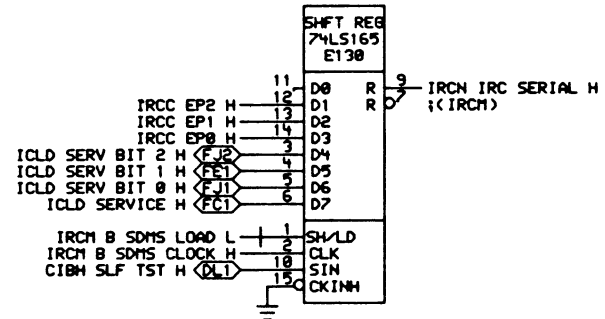 SHFT REG
74LS165
E130
11 D0 R 9 IRCN IRC SERIAL H
IRCC EP2 H 12 D1 R 7 ;(IRCM)
IRCC EP1 H 13 D2
IRCC EP0 H 14 D3
ICLD SERV BIT 2 H FJ2 3 D4
ICLD SERV BIT 1 H FE1 4 D5
ICLD SERV BIT 0 H FJ1 5 D6
ICLD SERVICE H FC1 6 D7
IRCM B SDMS LOAD L 1 SH/LD
IRCM B SDMS CLOCK H 2 CLK
CIBH SLF TST H DL1 10 SIN
15 CKINH